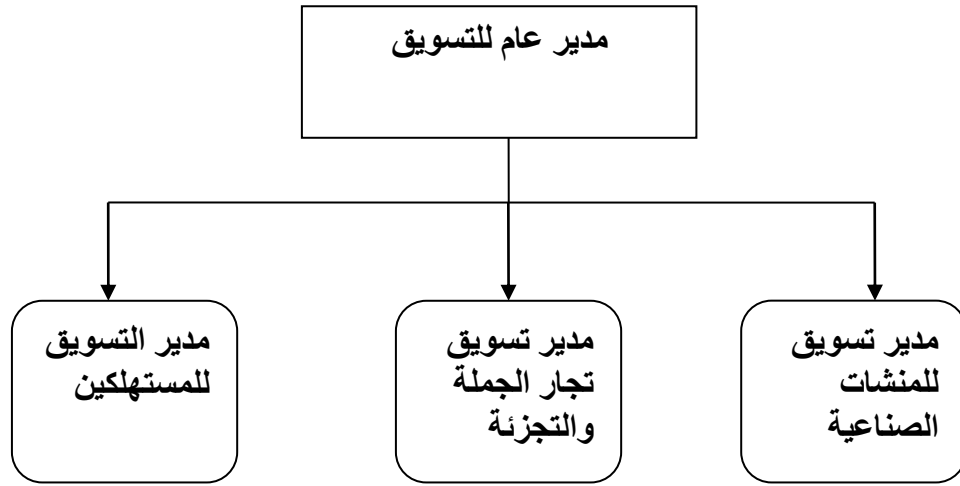 مدير عام للتسويق
مدير تسويق
للمنشات
الصناعية
مدير تسويق
تجار الجملة
والتجزئة
مدير التسويق
للمستهلكين